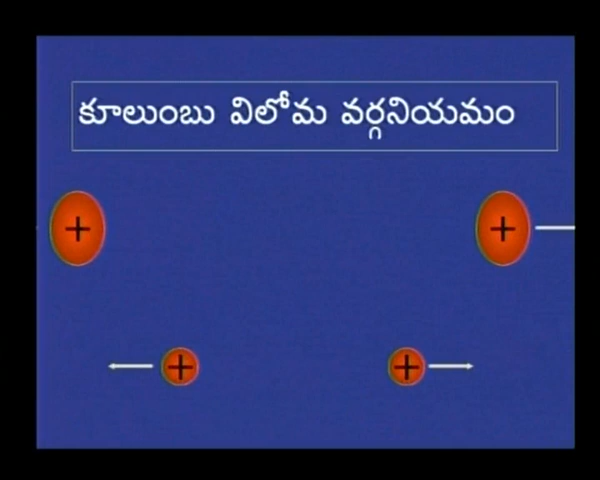 కూలుంబు విలోమ వర్గనియమం
+ +
+ +